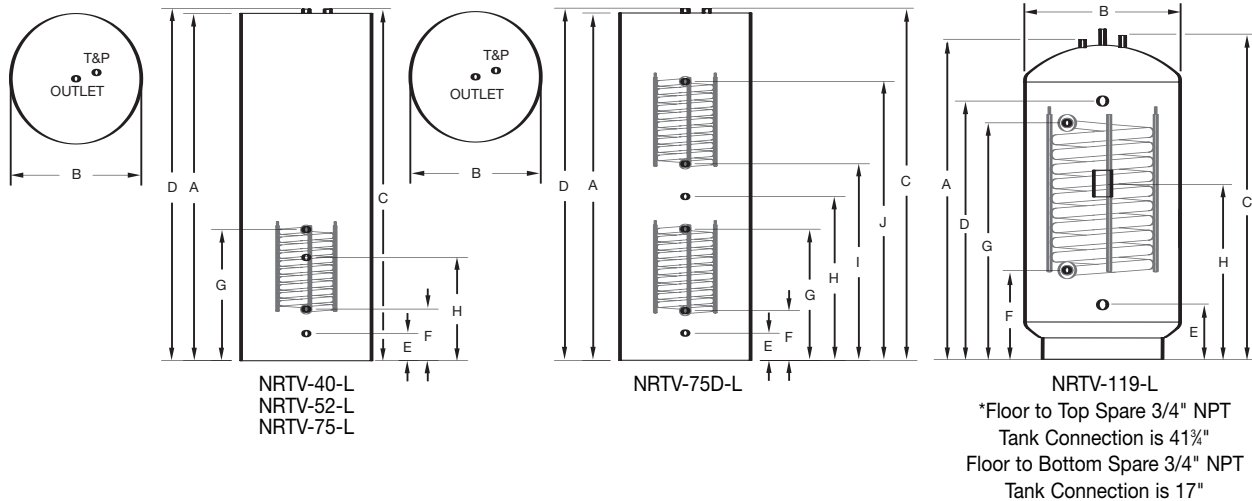 T&P
OUTLET
B
D
A
C
G
H
F
E
NRTV-40-L
NRTV-52-L
NRTV-75-L
T&P
OUTLET
B
D
A
C
J
I
H
G
F
E
NRTV-75D-L
B
A
C
D
G
H
F
E
NRTV-119-L
*Floor to Top Spare 3/4" NPT
Tank Connection is 41¾"
Floor to Bottom Spare 3/4" NPT
Tank Connection is 17"